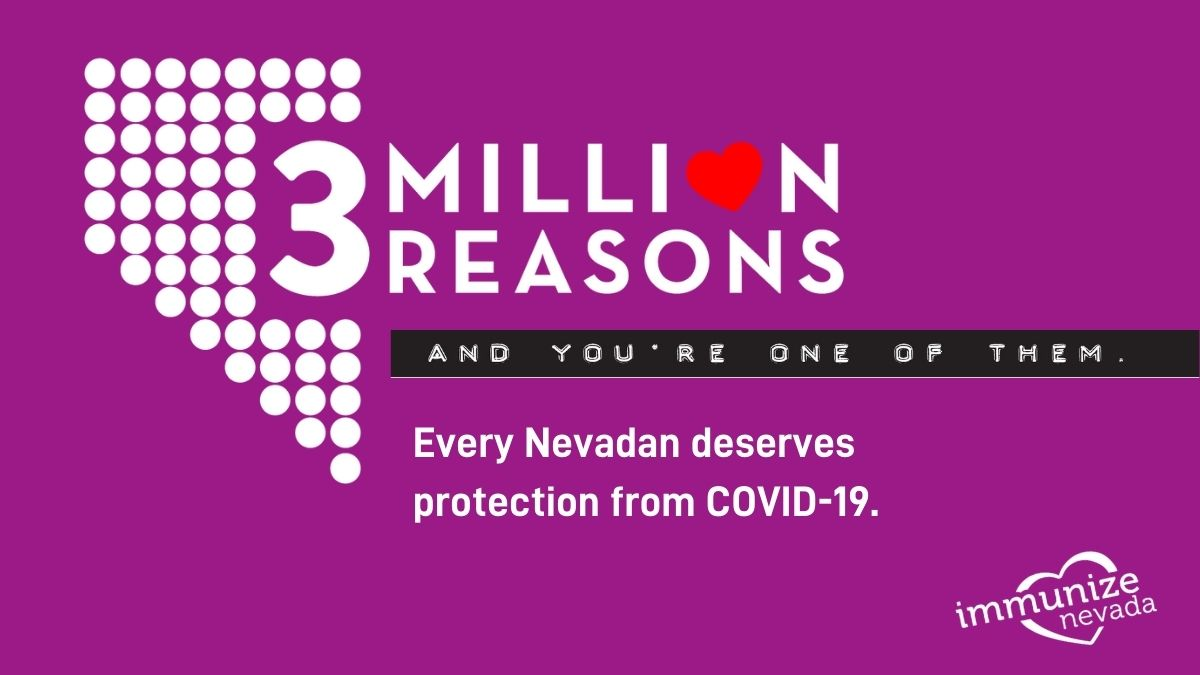 3 MILLION
REASONS
AND YOU'RE ONE OF THEM.
Every Nevadan deserves
protection from COVID-19.
immunize
nevada